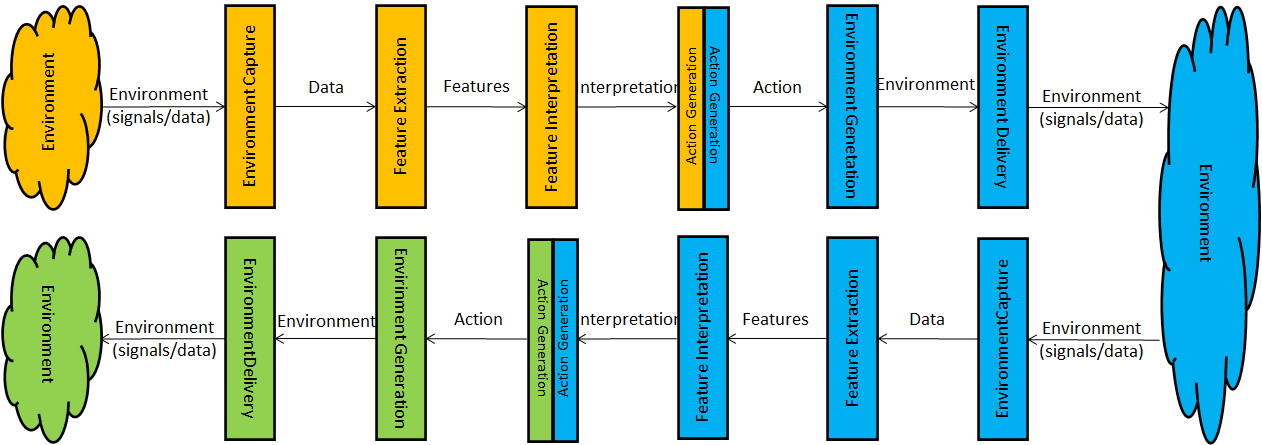 Environment
Environment
(signals/data)
Environment Capture
Data
Feature Extraction
Features
Feature Interpretation
nterpretation
Action Generation
Action Generation
Action
Environment Genetation
Environment
Environment Delivery
Environment
(signals/data)
Environment
Environment
(signals/data)
EnvironmentCapture
Data
Feature Extraction
Features
Feature Interpretation
nterpretation
Action Generation
Action Generation
Action
Envirinment Generation
Environment
EnvironmentDelivery
Environment
(signals/data)
Environment